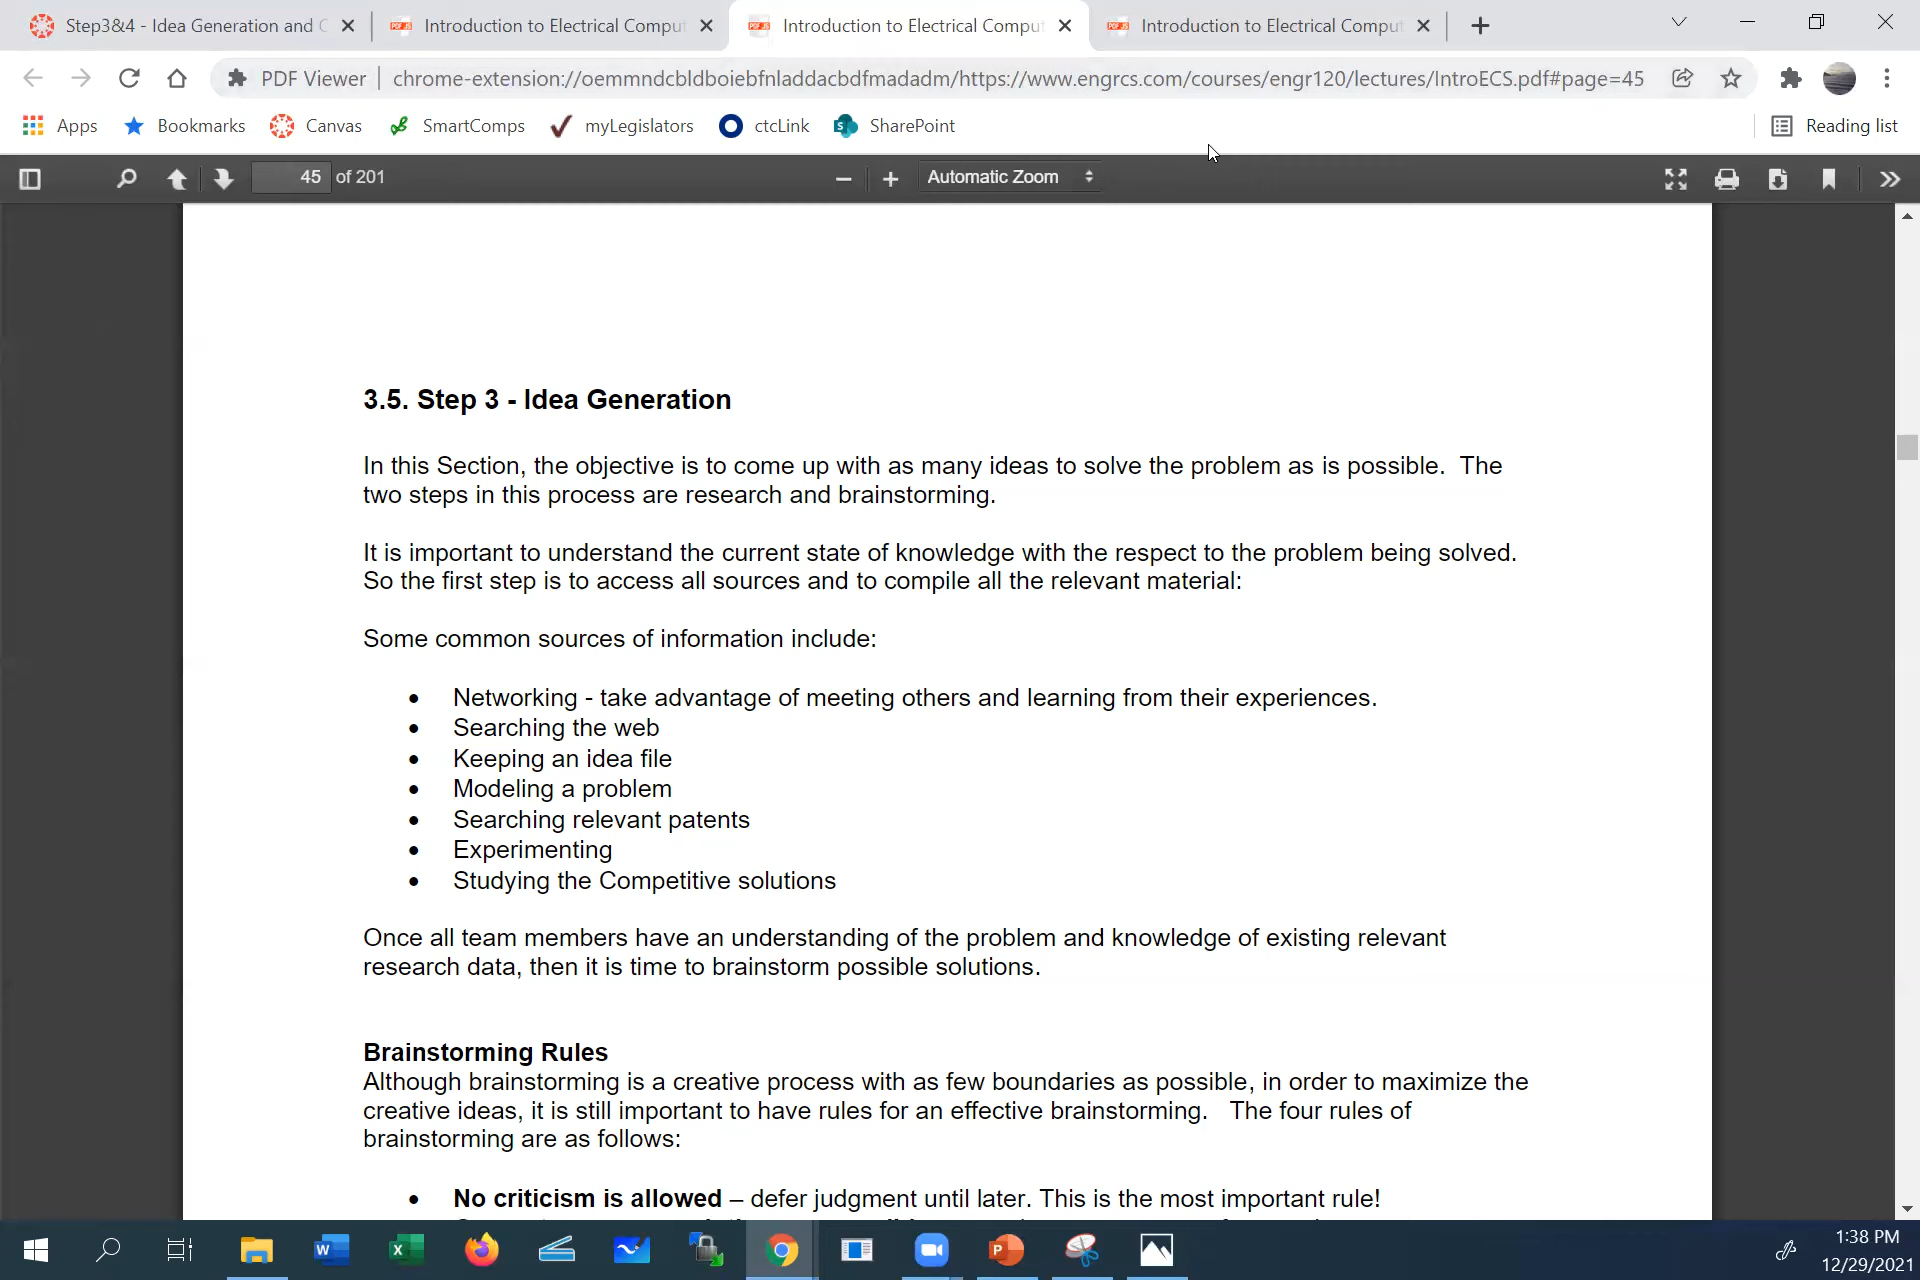 Step3&4 - Idea Generation and
Introduction to Electrical Comput
Introduction to Electrical Comput
Introduction to Electrical Comput
PDF Viewer
chrome-extension://oemmndcbldboiebfnladdacbdfmadadm/https://www.engrcs.com/courses/engr120/lectures/IntroECS.pdf#page=45
Apps
Bookmarks
Canvas
SmartComps
myLegislators
ctcLink
SharePoint
Reading list
45 of 201
Automatic Zoom
3.5. Step 3 - Idea Generation
In this Section, the objective is to come up with as many ideas to solve the problem as is possible. The
two steps in this process are research and brainstorming.
It is important to understand the current state of knowledge with the respect to the problem being solved.
So the first step is to access all sources and to compile all the relevant material:
Some common sources of information include:
• Networking - take advantage of meeting others and learning from their experiences.
• Searching the web
• Keeping an idea file
• Modeling a problem
• Searching relevant patents
• Experimenting
• Studying the Competitive solutions
Once all team members have an understanding of the problem and knowledge of existing relevant
research data, then it is time to brainstorm possible solutions.
Brainstorming Rules
Although brainstorming is a creative process with as few boundaries as possible, in order to maximize the
creative ideas, it is still important to have rules for an effective brainstorming. The four rules of
brainstorming are as follows:
• No criticism is allowed – defer judgment until later. This is the most important rule!
1:38 PM
12/29/2021